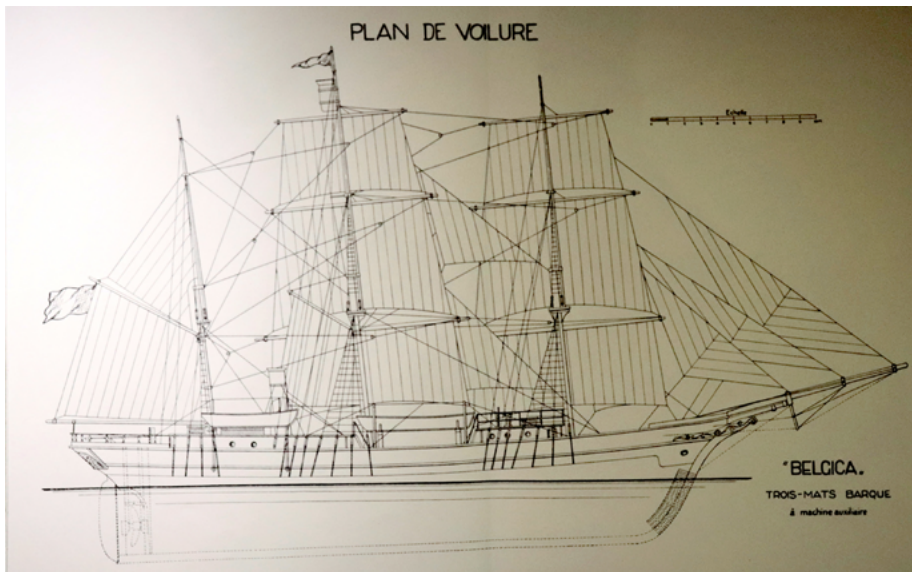 PLAN DE VOILURE
Echelle
"BELGICA.
TROIS-MATS BARQUE
à machine auxiliaire